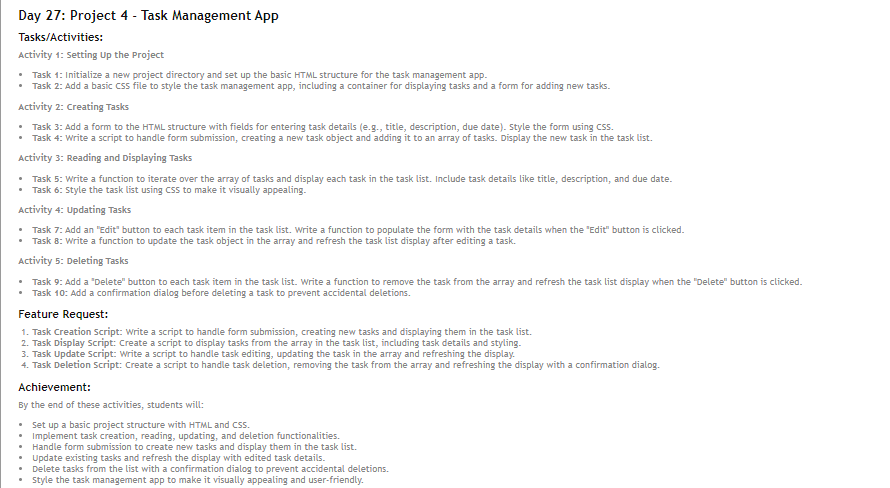 Day 27: Project 4 - Task Management App
Tasks/Activities:
Activity 1: Setting Up the Project
• Task 1: Initialize a new project directory and set up the basic HTML structure for the task management app.
• Task 2: Add a basic CSS file to style the task management app, including a container for displaying tasks and a form for adding new tasks.
Activity 2: Creating Tasks
• Task 3: Add a form to the HTML structure with fields for entering task details (e.g., title, description, due date). Style the form using CSS.
• Task 4: Write a script to handle form submission, creating a new task object and adding it to an array of tasks. Display the new task in the task list.
Activity 3: Reading and Displaying Tasks
• Task 5: Write a function to iterate over the array of tasks and display each task in the task list. Include task details like title, description, and due date.
• Task 6: Style the task list using CSS to make it visually appealing.
Activity 4: Updating Tasks
• Task 7: Add an "Edit" button to each task item in the task list. Write a function to populate the form with the task details when the "Edit" button is clicked.
• Task 8: Write a function to update the task object in the array and refresh the task list display after editing a task.
Activity 5: Deleting Tasks
• Task 9: Add a "Delete" button to each task item in the task list. Write a function to remove the task from the array and refresh the task list display when the "Delete" button is clicked.
• Task 10: Add a confirmation dialog before deleting a task to prevent accidental deletions.
Feature Request:
1. Task Creation Script: Write a script to handle form submission, creating new tasks and displaying them in the task list.
2. Task Display Script: Create a script to display tasks from the array in the task list, including task details and styling.
3. Task Update Script: Write a script to handle task editing, updating the task in the array and refreshing the display.
4. Task Deletion Script: Create a script to handle task deletion, removing the task from the array and refreshing the display with a confirmation dialog.
Achievement:
By the end of these activities, students will:
• Set up a basic project structure with HTML and CSS.
• Implement task creation, reading, updating, and deletion functionalities.
• Handle form submission to create new tasks and display them in the task list.
• Update existing tasks and refresh the display with edited task details.
• Delete tasks from the list with a confirmation dialog to prevent accidental deletions.
• Style the task management app to make it visually appealing and user-friendly.